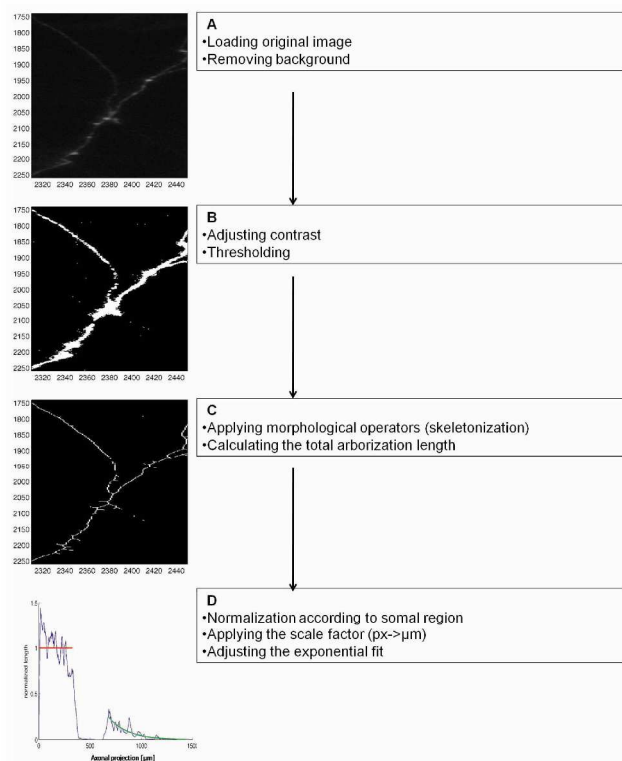 A
•Loading original image
•Removing background
1750
1800
1850
1900
1950
2000
2050
2100
2150
2200
2250
2320 2340 2360 2380 2400 2420 2440
B
•Adjusting contrast
•Thresholding
1750
1800
1850
1900
1950
2000
2050
2100
2150
2200
2250
2320 2340 2360 2380 2400 2420 2440
C
•Applying morphological operators (skeletonization)
•Calculating the total arborization length
1750
1800
1850
1900
1950
2000
2050
2100
2150
2200
2250
2320 2340 2360 2380 2400 2420 2440
D
•Normalization according to somal region
•Applying the scale factor (px->µm)
•Adjusting the exponential fit
1.5
1
0.5
0
normalized length
0 500 1000 1500
Axonal projection [µm]